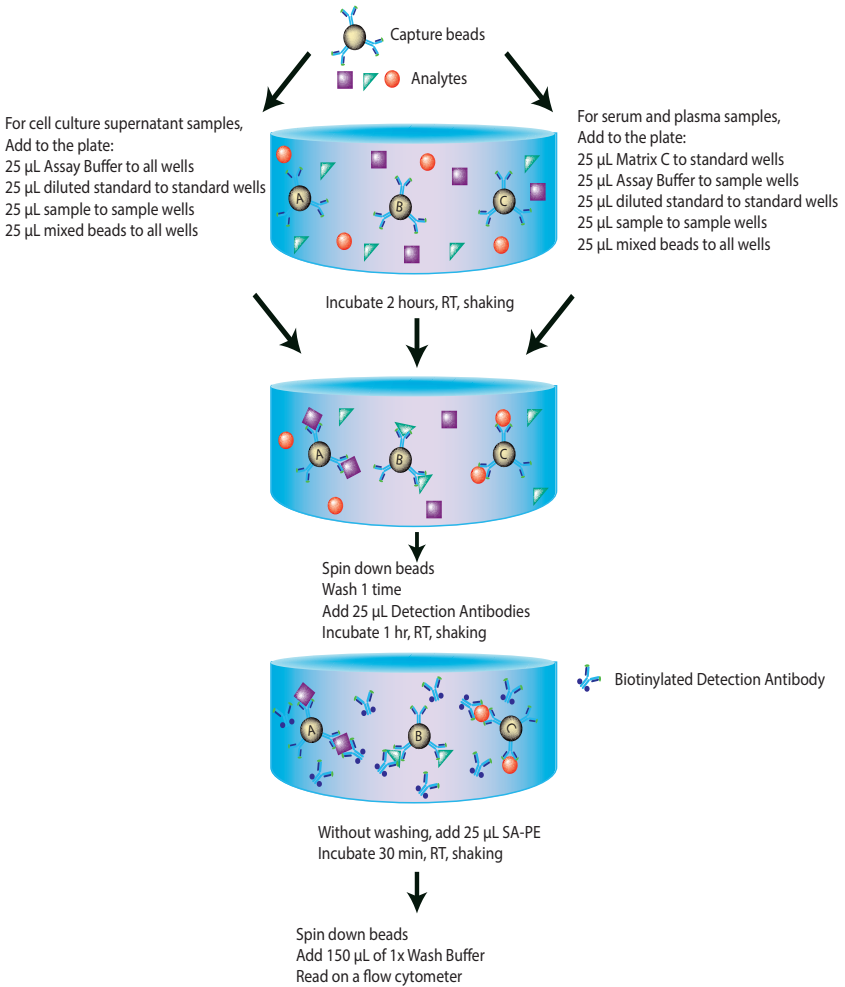 Capture beads
Analytes
For cell culture supernatant samples,
Add to the plate:
25 µL Assay Buffer to all wells
25 µL diluted standard to standard wells
25 µL sample to sample wells
25 µL mixed beads to all wells
For serum and plasma samples,
Add to the plate:
25 µL Matrix C to standard wells
25 µL Assay Buffer to sample wells
25 µL diluted standard to standard wells
25 µL sample to sample wells
25 µL mixed beads to all wells
A
B
C
Incubate 2 hours, RT, shaking
A
B
C
Spin down beads
Wash 1 time
Add 25 µL Detection Antibodies
Incubate 1 hr, RT, shaking
Biotinylated Detection Antibody
A
B
C
Without washing, add 25 µL SA-PE
Incubate 30 min, RT, shaking
Spin down beads
Add 150 µL of 1x Wash Buffer
Read on a flow cytometer